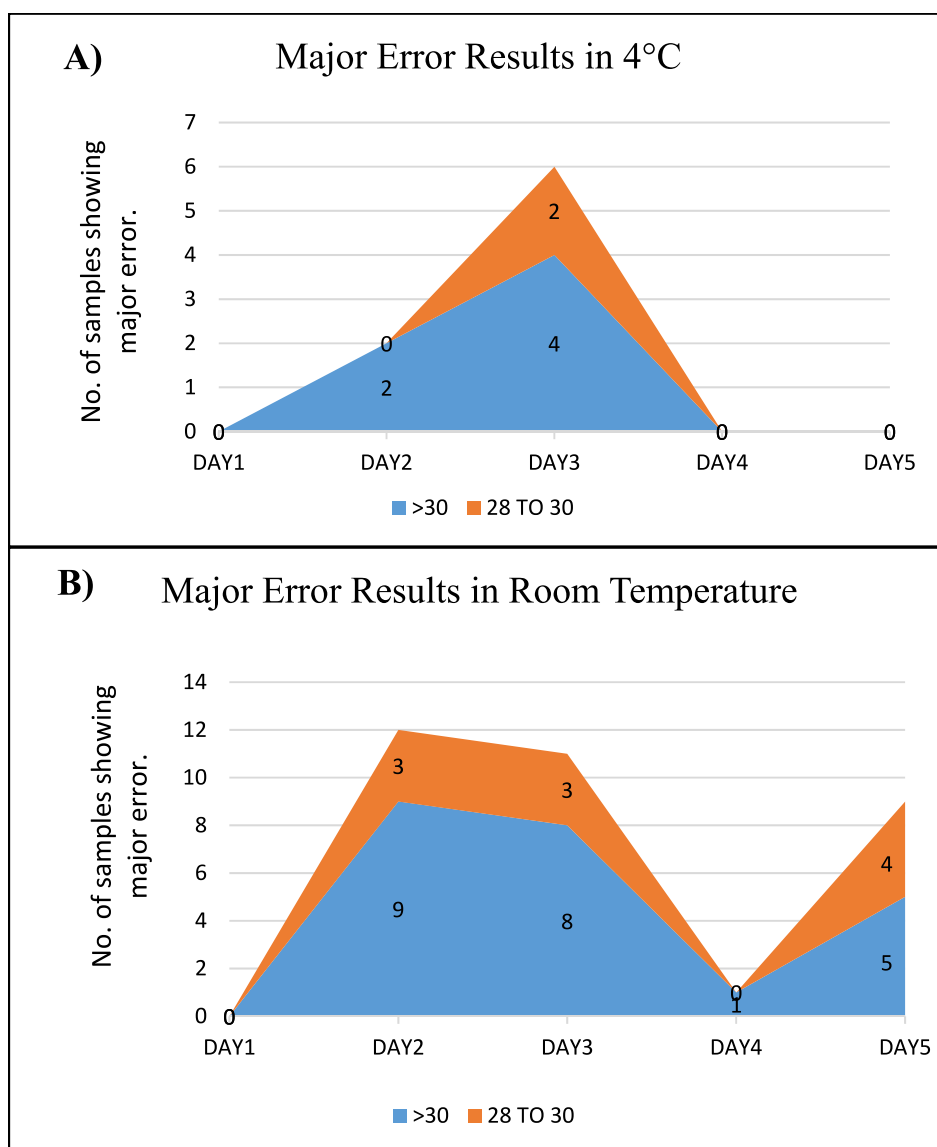 A)
Major Error Results in 4°C
No. of samples showing
major error.
7
6
5
4
3
2
1
0
2
0
2
4
0
0
0
DAY1 DAY2 DAY3 DAY4 DAY5
>30 28 TO 30
B)
Major Error Results in Room Temperature
No. of samples showing
major error.
14
12
10
8
6
4
2
0
3
3
9
8
4
5
0
1
0
DAY1 DAY2 DAY3 DAY4 DAY5
>30 28 TO 30